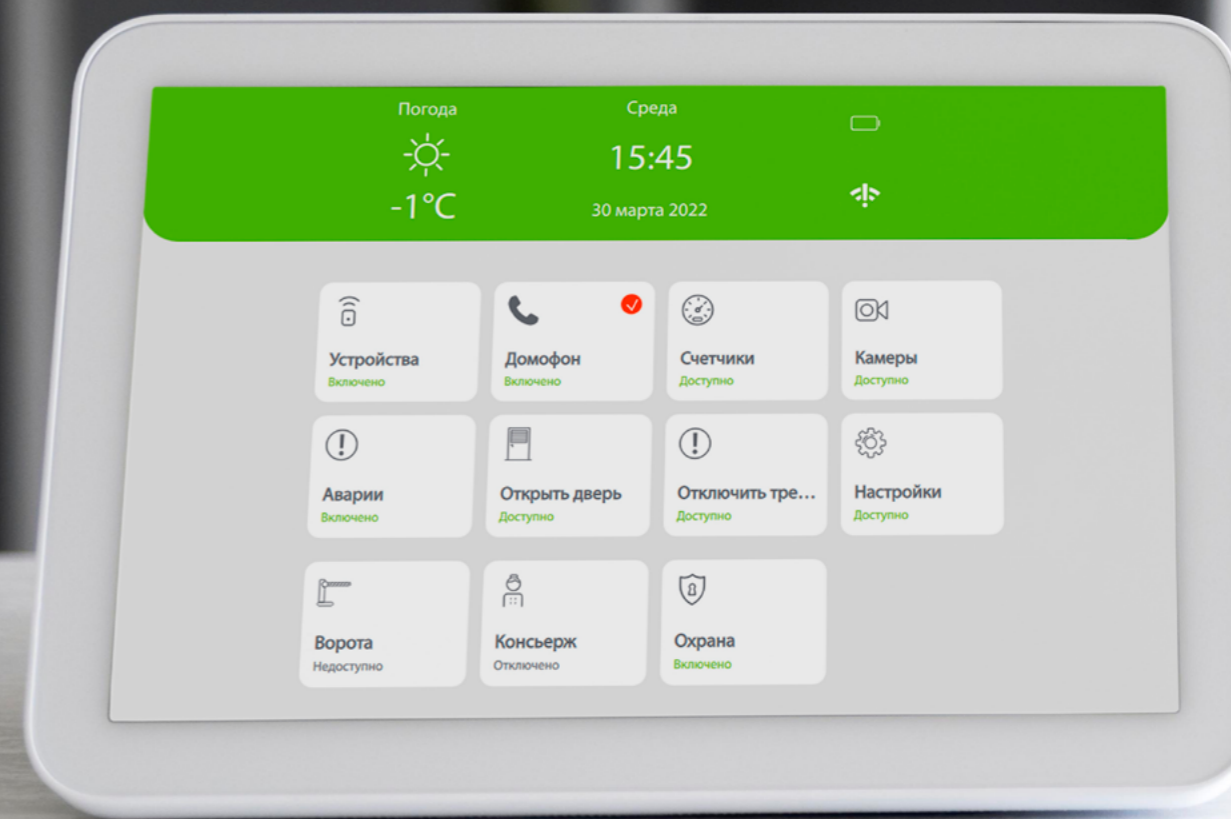 Погода
Среда
15:45
-1°C
30 марта 2022
Устройства
Включено
Домофон
Включено
Счетчики
Доступно
Камеры
Доступно
Аварии
Включено
Открыть дверь
Доступно
Отключить тре...
Доступно
Настройки
Доступно
Ворота
Недоступно
Консьерж
Отключено
Охрана
Включено